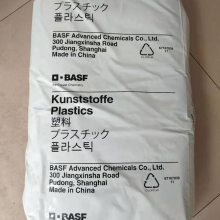 プラスチック
플라스틱
BASF Advanced Chemicals Co., Ltd.
300 Jiangxinsha Road
Pudong, Shanghai
Made in China
BASF
Kunststoffe
Plastics
塑料
プラスチック
플라스틱
BASF Advanced Chemicals Co., Ltd.
300 Jiangxinsha Road
Pudong, Shanghai
Made in China
BASF